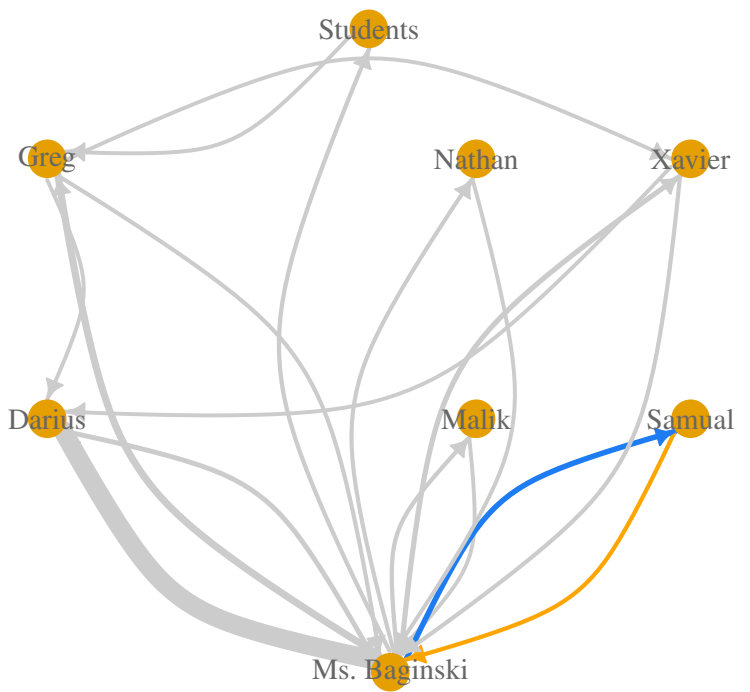 Students
Greg
Nathan
Xavier
Darius
Malik
Samual
Ms. Baginski